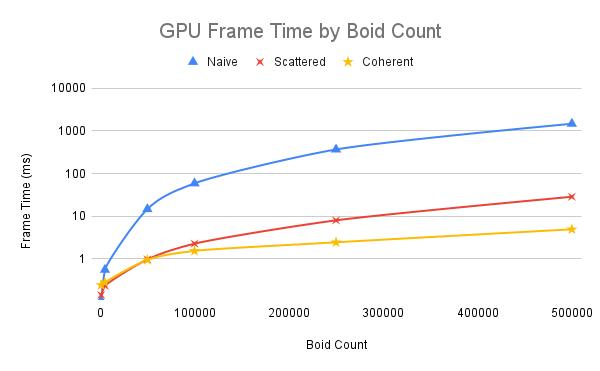 GPU Frame Time by Boid Count
Naive Scattered Coherent
Frame Time (ms)
10000
1000
100
10
1
0 100000 200000 300000 400000 500000
Boid Count